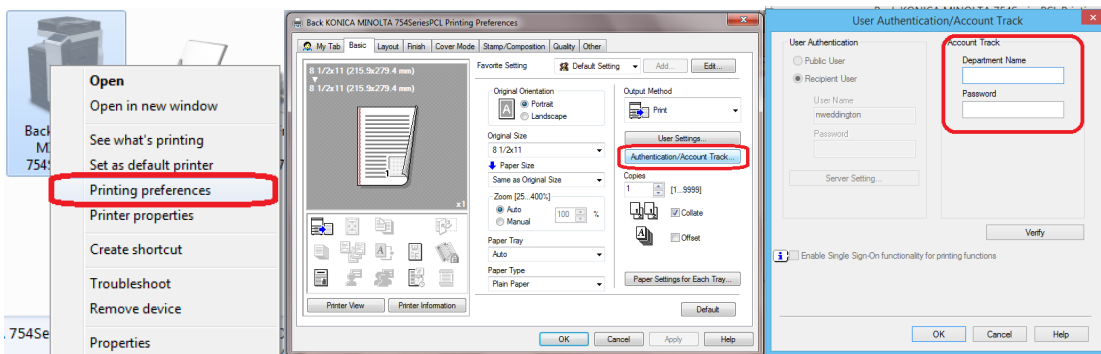 Open
Open in new window
See what's printing
Set as default printer
Printing preferences
Printer properties
Create shortcut
Troubleshoot
Remove device
Properties
Back
754Se
Back KONICA MINOLTA 754SeriesPCL Printing Preferences
My Tab Basic Layout Finish Cover Mode Stamp/Composition Quality Other
8 1/2x11 (215.9x279.4 mm)
8 1/2x11 (215.9x279.4 mm)
x1
Printer View Printer Information
Favorite Setting Default Setting Add... Edit...
Original Orientation
Portrait
Landscape
Original Size
8 1/2x11
Paper Size
Same as Original Size
Zoom [25...400%]
Auto
Manual
100 %
Paper Tray
Auto
Paper Type
Plain Paper
Output Method
Print
User Settings...
Authentication/Account Track...
Copies
1 [1...9999]
Collate
Offset
Paper Settings for Each Tray...
Default
OK Cancel Apply Help
User Authentication/Account Track
User Authentication
Public User
Recipient User
User Name
nweddington
Password
Server Setting...
Account Track
Department Name
Password
Verify
Enable Single Sign-On functionality for printing functions
OK Cancel Help